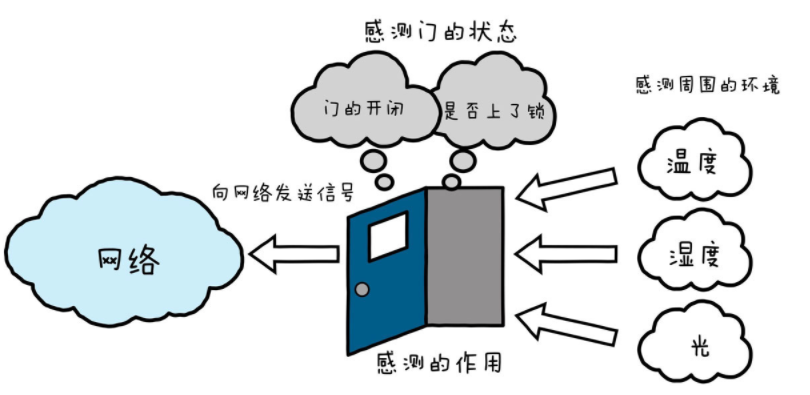 感测门的状态
门的开闭
是否上了锁
感测周围的环境
温度
向网络发送信号
网络
湿度
光
感测的作用